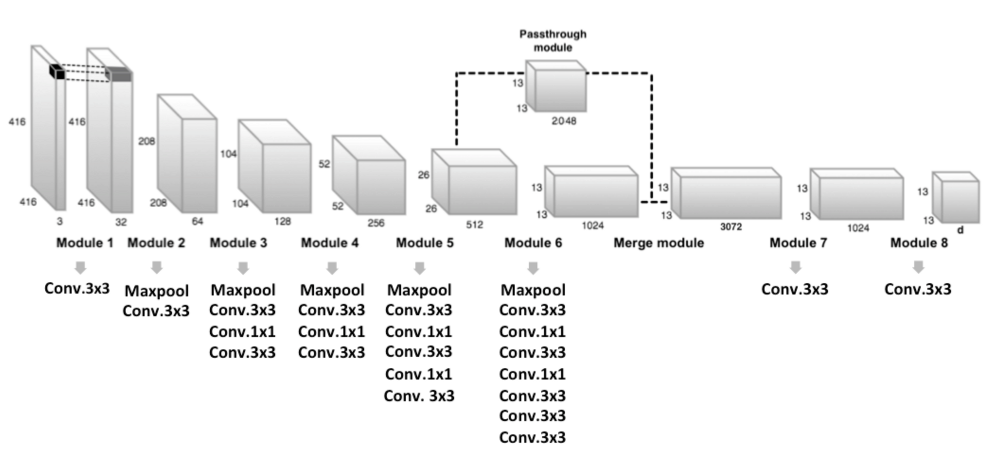 Passthrough
module
13
13
2048
416
416
3
416
416
32
208
208
64
104
104
128
52
52
256
26
26
512
13
13
1024
13
13
3072
13
13
1024
13
13
d
Module 1
Module 2
Module 3
Module 4
Module 5
Module 6
Merge module
Module 7
Module 8
Conv.3x3
Maxpool
Conv.3x3
Maxpool
Conv.3x3
Conv.1x1
Conv.3x3
Maxpool
Conv.3x3
Conv.1x1
Conv.3x3
Maxpool
Conv.3x3
Conv.1x1
Conv.3x3
Conv.1x1
Conv. 3x3
Maxpool
Conv.3x3
Conv.1x1
Conv.3x3
Conv.1x1
Conv.3x3
Conv.3x3
Conv.3x3
Conv.3x3
Conv.3x3